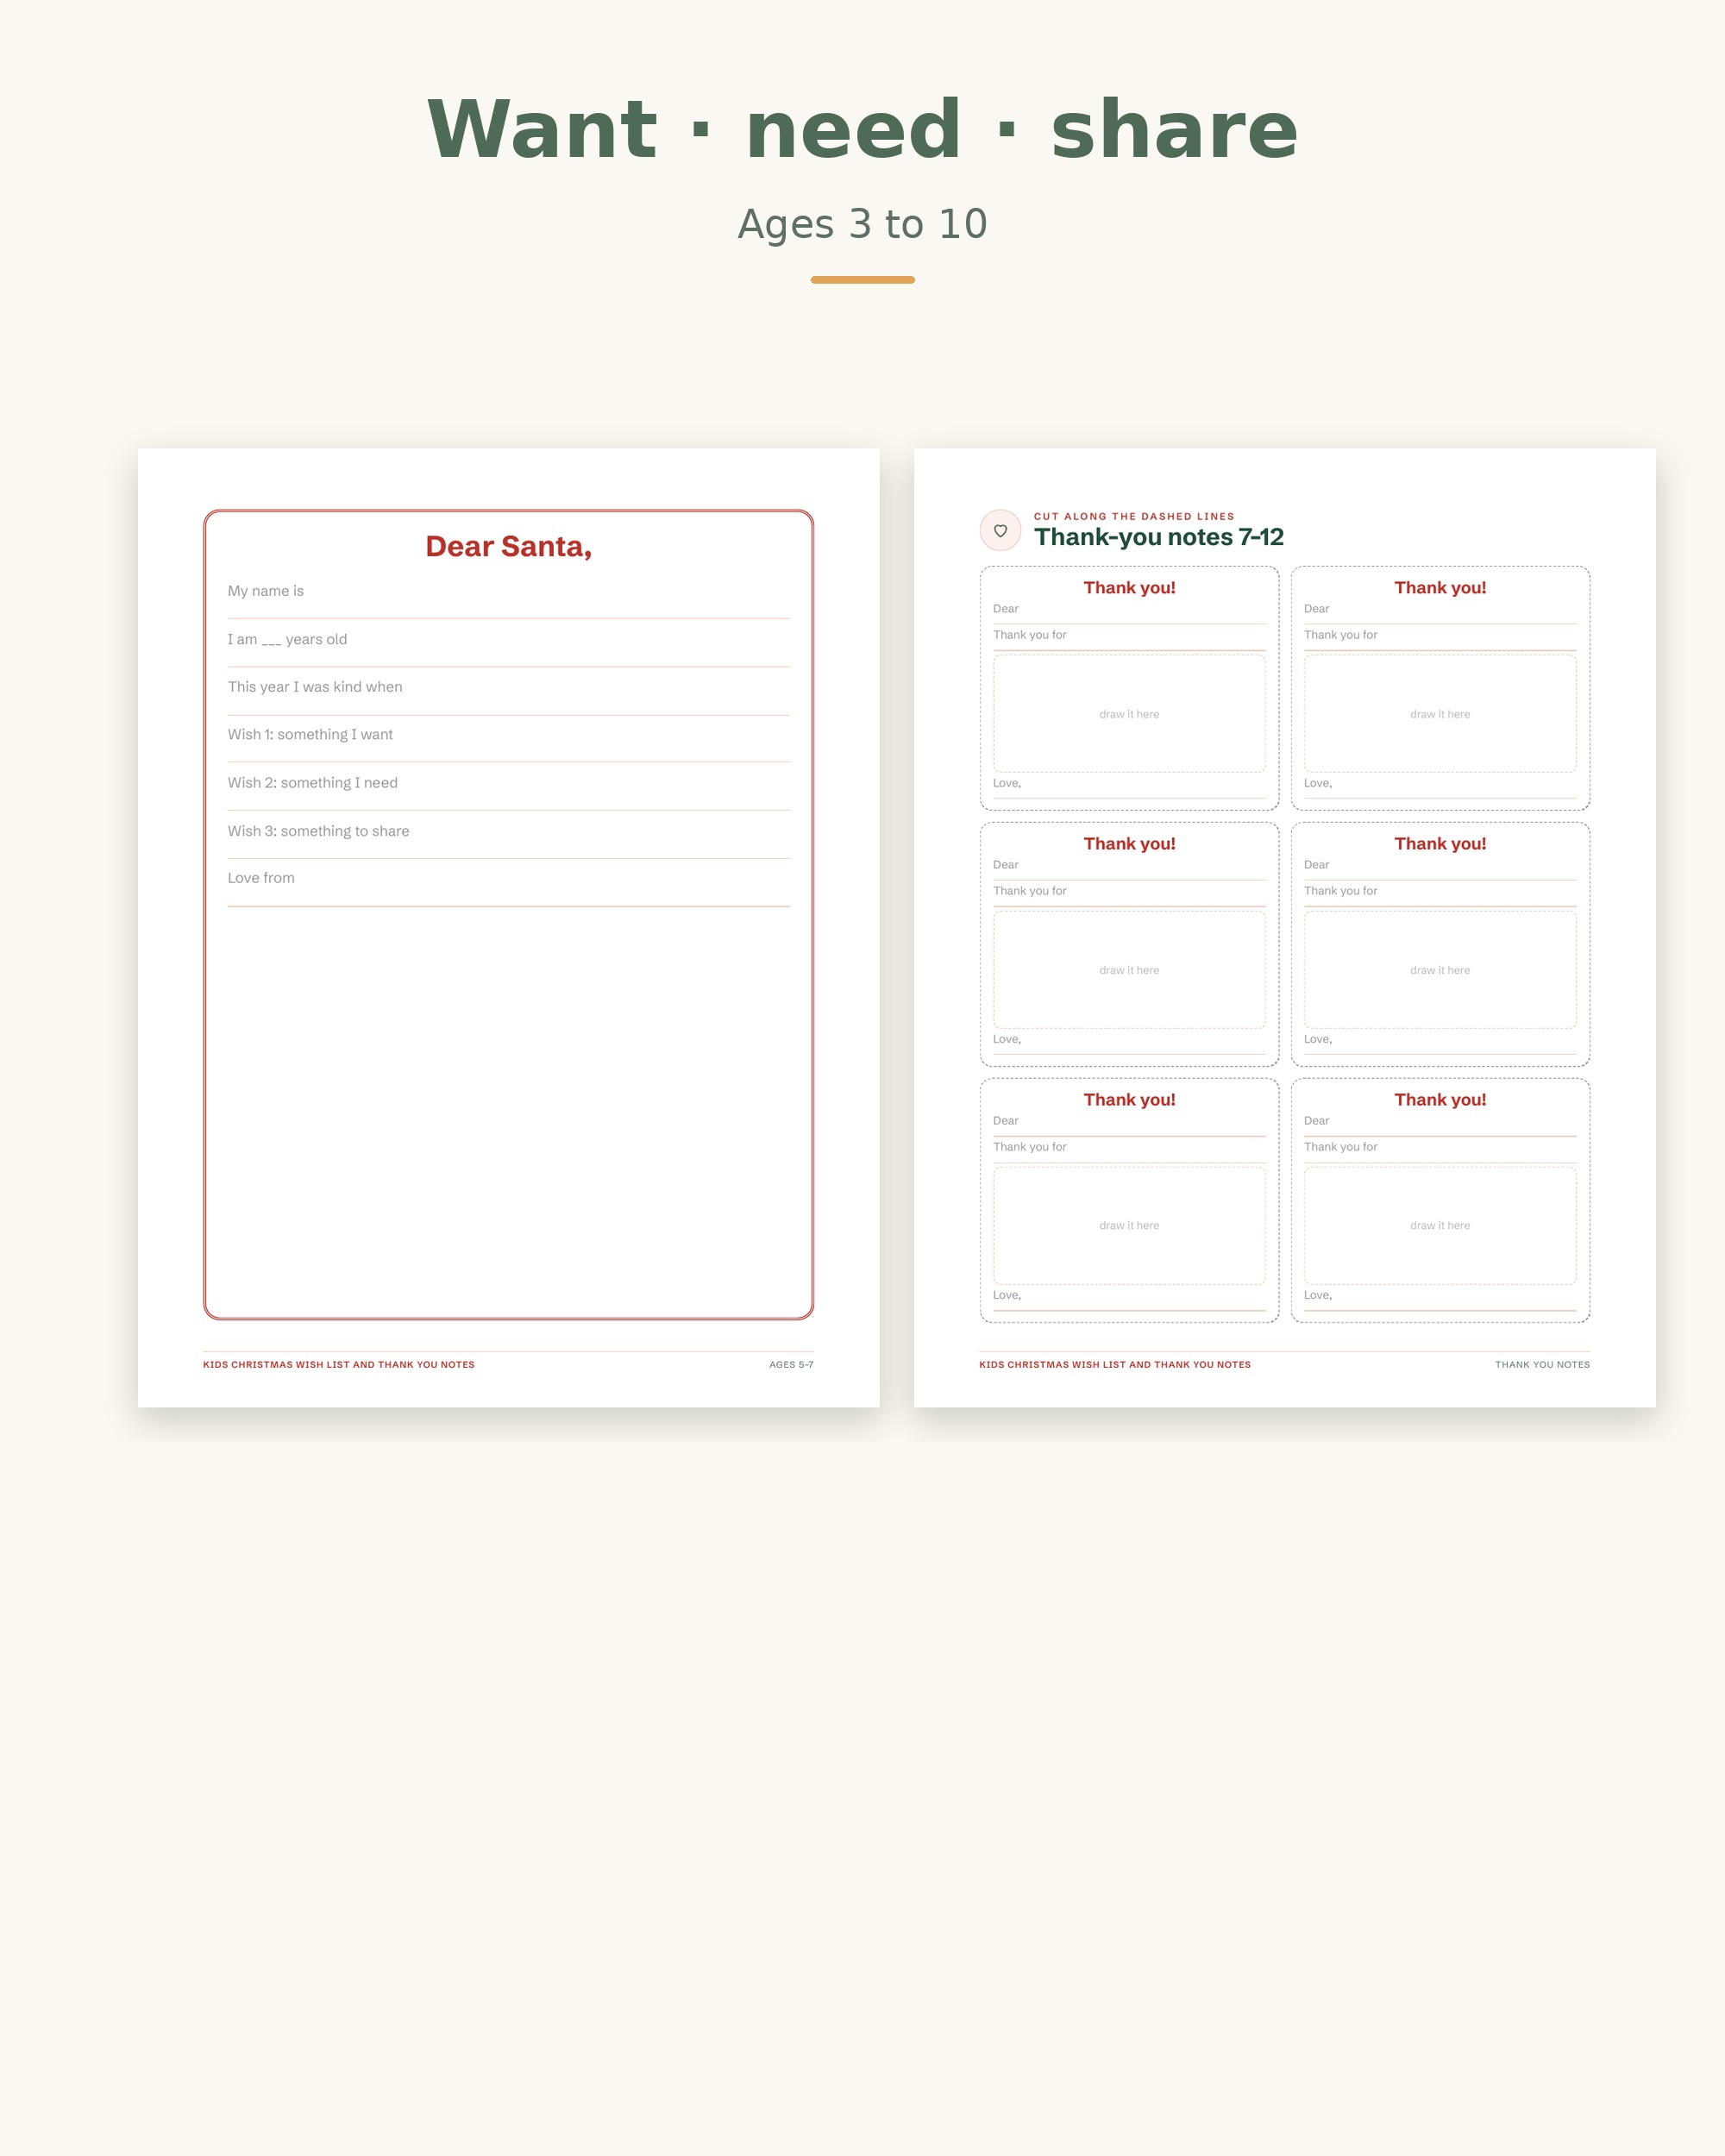 Want · need · share
Ages 3 to 10
Dear Santa,
My name is
I am ___ years old
This year I was kind when
Wish 1: something I want
Wish 2: something I need
Wish 3: something to share
Love from
KIDS CHRISTMAS WISH LIST AND THANK YOU NOTES
AGES 5-7
CUT ALONG THE DASHED LINES
Thank-you notes 7-12
Thank you!
Dear
Thank you for
draw it here
Love,
Thank you!
Dear
Thank you for
draw it here
Love,
Thank you!
Dear
Thank you for
draw it here
Love,
Thank you!
Dear
Thank you for
draw it here
Love,
Thank you!
Dear
Thank you for
draw it here
Love,
Thank you!
Dear
Thank you for
draw it here
Love,
KIDS CHRISTMAS WISH LIST AND THANK YOU NOTES
THANK YOU NOTES